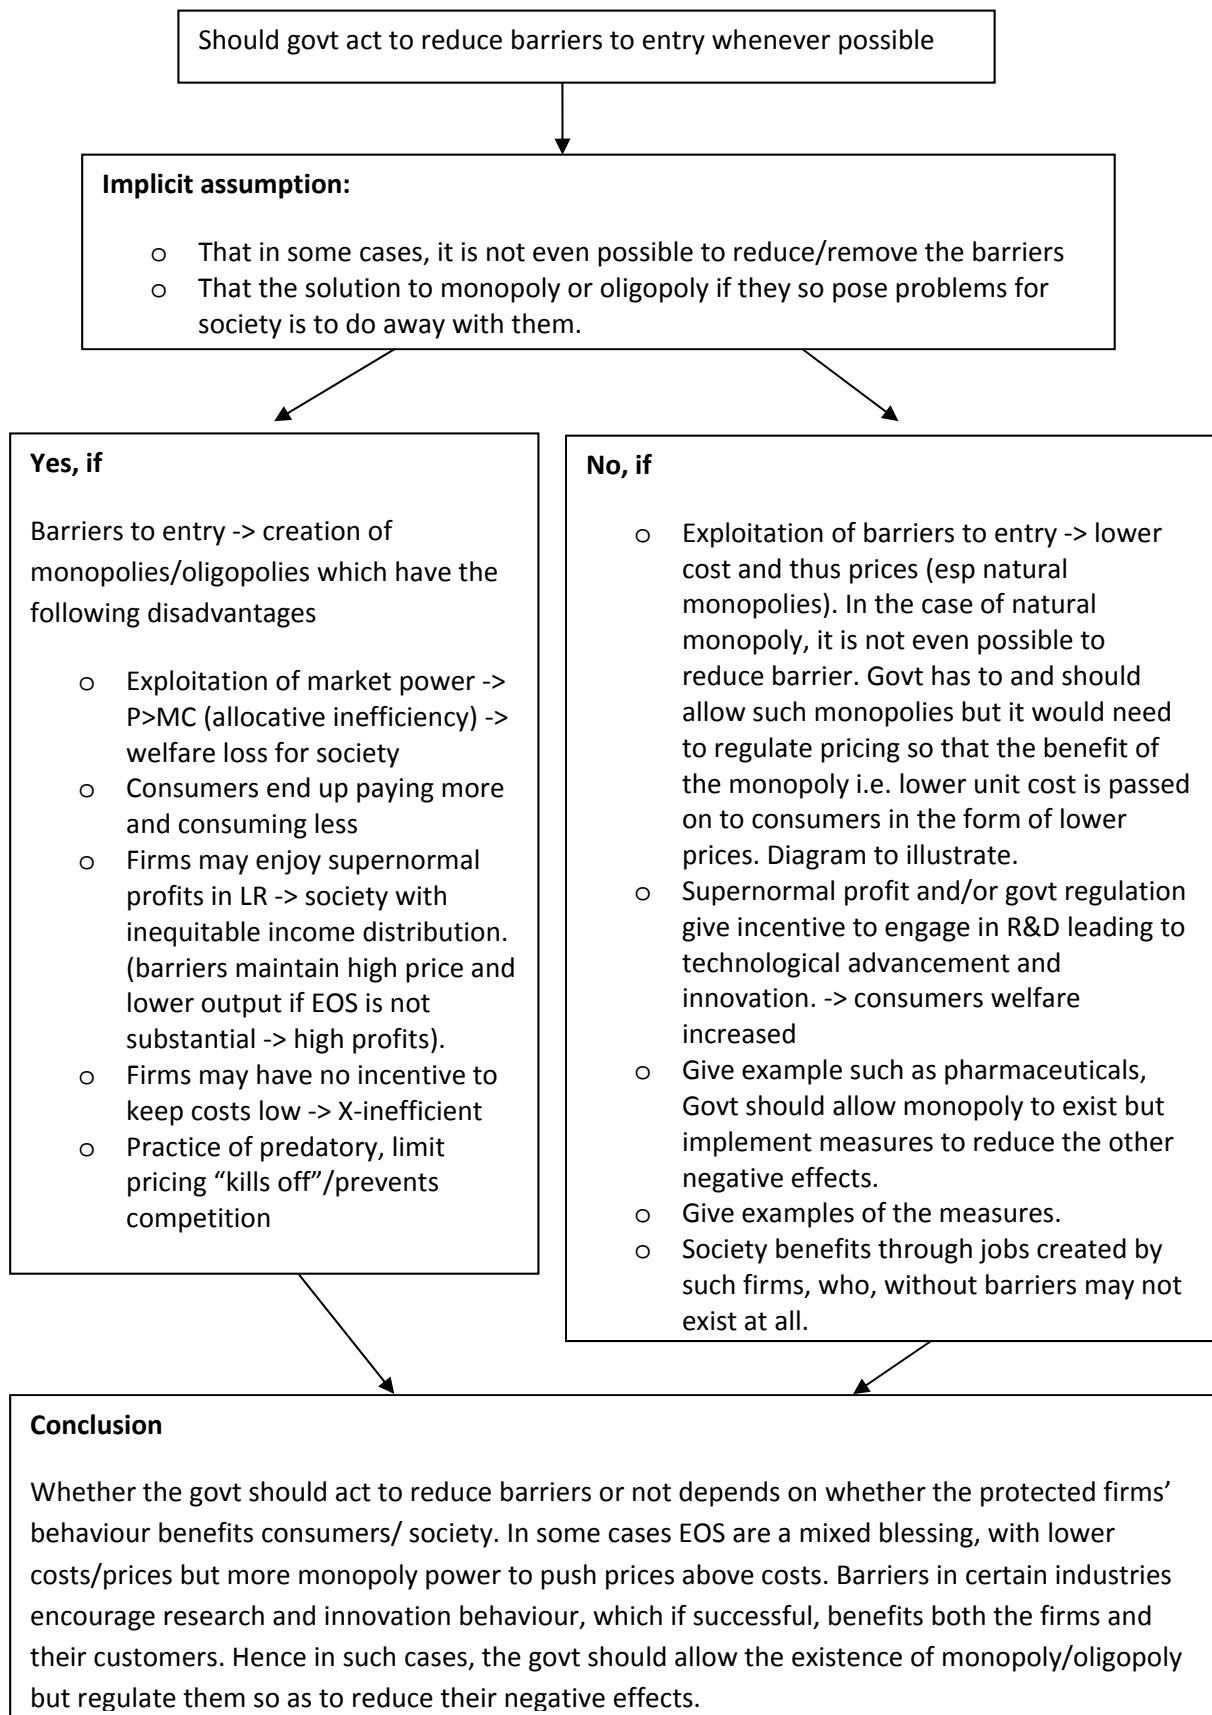 Should govt act to reduce barriers to entry whenever possible
Implicit assumption:
o That in some cases, it is not even possible to reduce/remove the barriers
o That the solution to monopoly or oligopoly if they so pose problems for
society is to do away with them.
Yes, if
Barriers to entry -> creation of
monopolies/oligopolies which have the
following disadvantages
o Exploitation of market power ->
P>MC (allocative inefficiency) ->
welfare loss for society
o Consumers end up paying more
and consuming less
o Firms may enjoy supernormal
profits in LR -> society with
inequitable income distribution.
(barriers maintain high price and
lower output if EOS is not
substantial -> high profits).
o Firms may have no incentive to
keep costs low -> X-inefficient
o Practice of predatory, limit
pricing “kills off”/prevents
competition
No, if
o Exploitation of barriers to entry -> lower
cost and thus prices (esp natural
monopolies). In the case of natural
monopoly, it is not even possible to
reduce barrier. Govt has to and should
allow such monopolies but it would need
to regulate pricing so that the benefit of
the monopoly i.e. lower unit cost is passed
on to consumers in the form of lower
prices. Diagram to illustrate.
o Supernormal profit and/or govt regulation
give incentive to engage in R&D leading to
technological advancement and
innovation. -> consumers welfare
increased
o Give example such as pharmaceuticals,
Govt should allow monopoly to exist but
implement measures to reduce the other
negative effects.
o Give examples of the measures.
o Society benefits through jobs created by
such firms, who, without barriers may not
exist at all.
Conclusion
Whether the govt should act to reduce barriers or not depends on whether the protected firms’
behaviour benefits consumers/ society. In some cases EOS are a mixed blessing, with lower
costs/prices but more monopoly power to push prices above costs. Barriers in certain industries
encourage research and innovation behaviour, which if successful, benefits both the firms and
their customers. Hence in such cases, the govt should allow the existence of monopoly/oligopoly
but regulate them so as to reduce their negative effects.